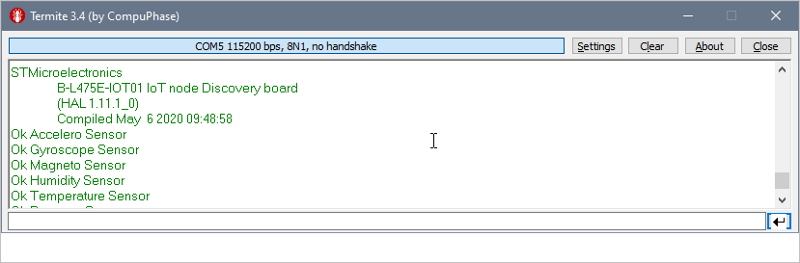 Termite 3.4 (by CompuPhase)
COM5 115200 bps, 8N1, no handshake
Settings
Clear
About
Close
STMicroelectronics
B-L475E-IOT01 IoT node Discovery board
(HAL 1.11.1_0)
Compiled May  6 2020 09:48:58
Ok Accelero Sensor
Ok Gyroscope Sensor
Ok Magneto Sensor
Ok Humidity Sensor
Ok Temperature Sensor